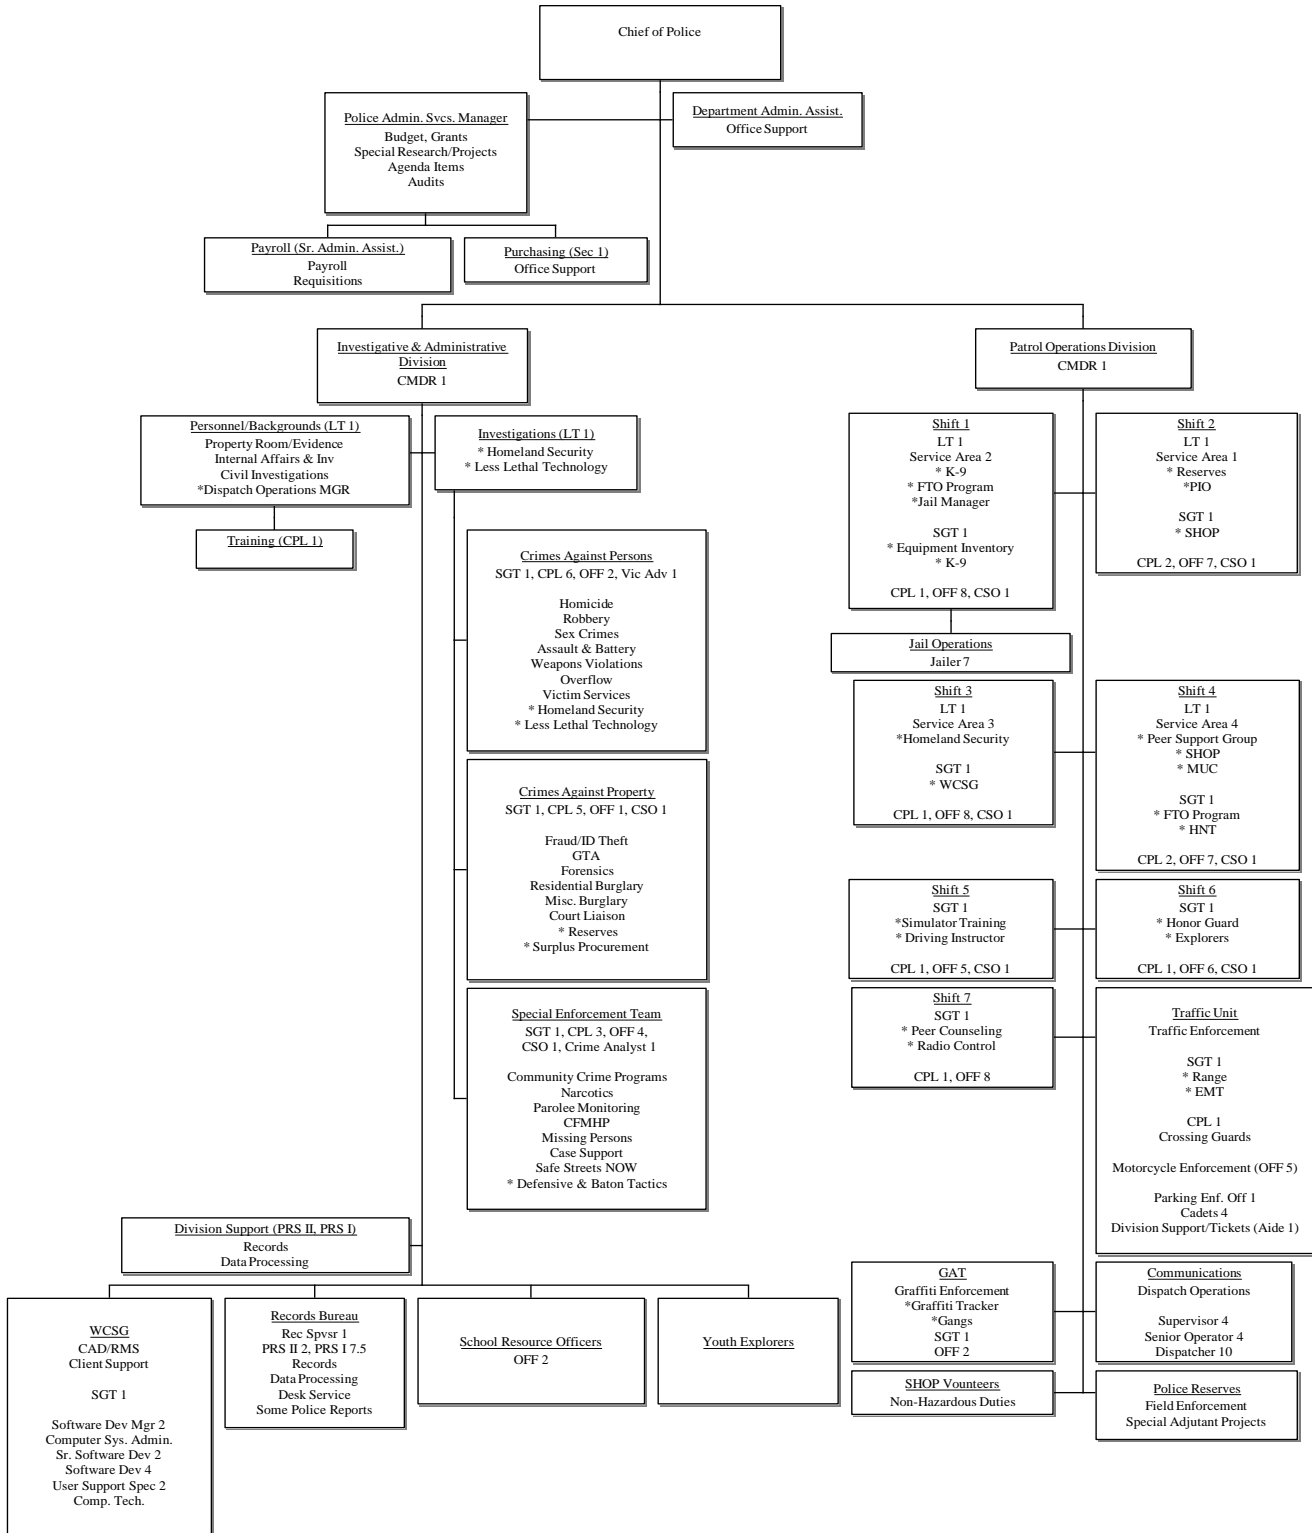 Chief of Police
Police Admin. Svcs. Manager
Budget, Grants
Special Research/Projects
Agenda Items
Audits
Department Admin. Assist.
Office Support
Payroll (Sr. Admin. Assist.)
Payroll
Requisitions
Purchasing (Sec 1)
Office Support
Investigative & Administrative
Division
CMDR 1
Patrol Operations Division
CMDR 1
Personnel/Backgrounds (LT 1)
Property Room/Evidence
Internal Affairs & Inv
Civil Investigations
*Dispatch Operations MGR
Investigations (LT 1)
* Homeland Security
* Less Lethal Technology
Training (CPL 1)
Crimes Against Persons
SGT 1, CPL 6, OFF 2, Vic Adv 1
Homicide
Robbery
Sex Crimes
Assault & Battery
Weapons Violations
Overflow
Victim Services
* Homeland Security
* Less Lethal Technology
Crimes Against Property
SGT 1, CPL 5, OFF 1, CSO 1
Fraud/ID Theft
GTA
Forensics
Residential Burglary
Misc. Burglary
Court Liaison
* Reserves
* Surplus Procurement
Special Enforcement Team
SGT 1, CPL 3, OFF 4,
CSO 1, Crime Analyst 1
Community Crime Programs
Narcotics
Parolee Monitoring
CFMHP
Missing Persons
Case Support
Safe Streets NOW
* Defensive & Baton Tactics
Division Support (PRS II, PRS I)
Records
Data Processing
WCSG
CAD/RMS
Client Support
SGT 1
Software Dev Mgr 2
Computer Sys. Admin.
Sr. Software Dev 2
Software Dev 4
User Support Spec 2
Comp. Tech.
Records Bureau
Rec Spvsr 1
PRS II 2, PRS I 7.5
Records
Data Processing
Desk Service
Some Police Reports
School Resource Officers
OFF 2
Youth Explorers
Shift 1
LT 1
Service Area 2
* K-9
* FTO Program
*Jail Manager
SGT 1
* Equipment Inventory
* K-9
CPL 1, OFF 8, CSO 1
Shift 2
LT 1
Service Area 1
* Reserves
*PIO
SGT 1
* SHOP
CPL 2, OFF 7, CSO 1
Jail Operations
Jailer 7
Shift 3
LT 1
Service Area 3
*Homeland Security
SGT 1
* WCSG
CPL 1, OFF 8, CSO 1
Shift 4
LT 1
Service Area 4
* Peer Support Group
* SHOP
* MUC
SGT 1
* FTO Program
* HNT
CPL 2, OFF 7, CSO 1
Shift 5
SGT 1
*Simulator Training
* Driving Instructor
CPL 1, OFF 5, CSO 1
Shift 6
SGT 1
* Honor Guard
* Explorers
CPL 1, OFF 6, CSO 1
Shift 7
SGT 1
* Peer Counseling
* Radio Control
CPL 1, OFF 8
Traffic Unit
Traffic Enforcement
SGT 1
* Range
* EMT
CPL 1
Crossing Guards
Motorcycle Enforcement (OFF 5)
Parking Enf. Off 1
Cadets 4
Division Support/Tickets (Aide 1)
GAT
Graffiti Enforcement
*Graffiti Tracker
*Gangs
SGT 1
OFF 2
Communications
Dispatch Operations
Supervisor 4
Senior Operator 4
Dispatcher 10
SHOP Vounteers
Non-Hazardous Duties
Police Reserves
Field Enforcement
Special Adjutant Projects